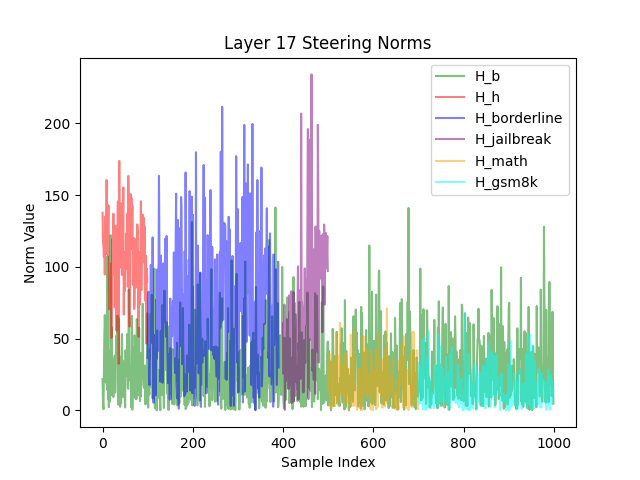 Layer 17 Steering Norms
Norm Value
200
150
100
50
0
0
200
400
600
800
1000
Sample Index
H_b
H_h
H_borderline
H_jailbreak
H_math
H_gsm8k